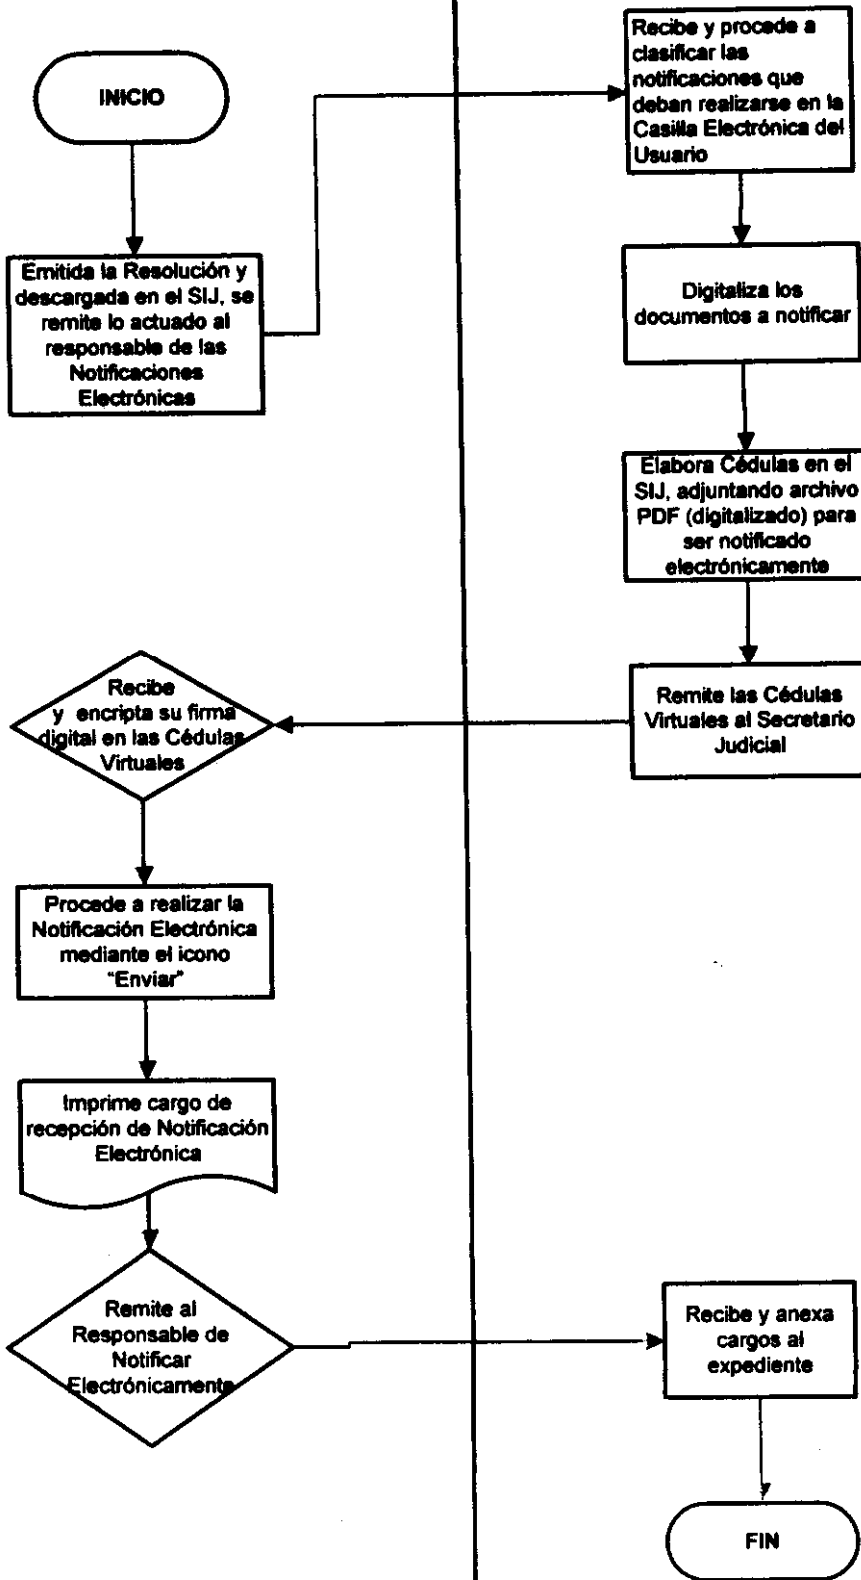 INICIO
Emitida la Resolución y
descargada en el SIJ, se
remite lo actuado al
responsable de las
Notificaciones
Electrónicas
Recibe y procede a
clasificar las
notificaciones que
deban realizarse en la
Casilla Electrónica del
Usuario
Digitaliza los
documentos a notificar
Elabora Cédulas en el
SIJ, adjuntando archivo
PDF (digitalizado) para
ser notificado
electrónicamente
Remite las Cédulas
Virtuales al Secretario
Judicial
Recibe
y encripta su firma
digital en las Cédulas
Virtuales
Procede a realizar la
Notificación Electrónica
mediante el icono
"Enviar"
Imprime cargo de
recepción de Notificación
Electrónica
Remite al
Responsable de
Notificar
Electrónicamente
Recibe y anexa
cargos al
expediente
FIN